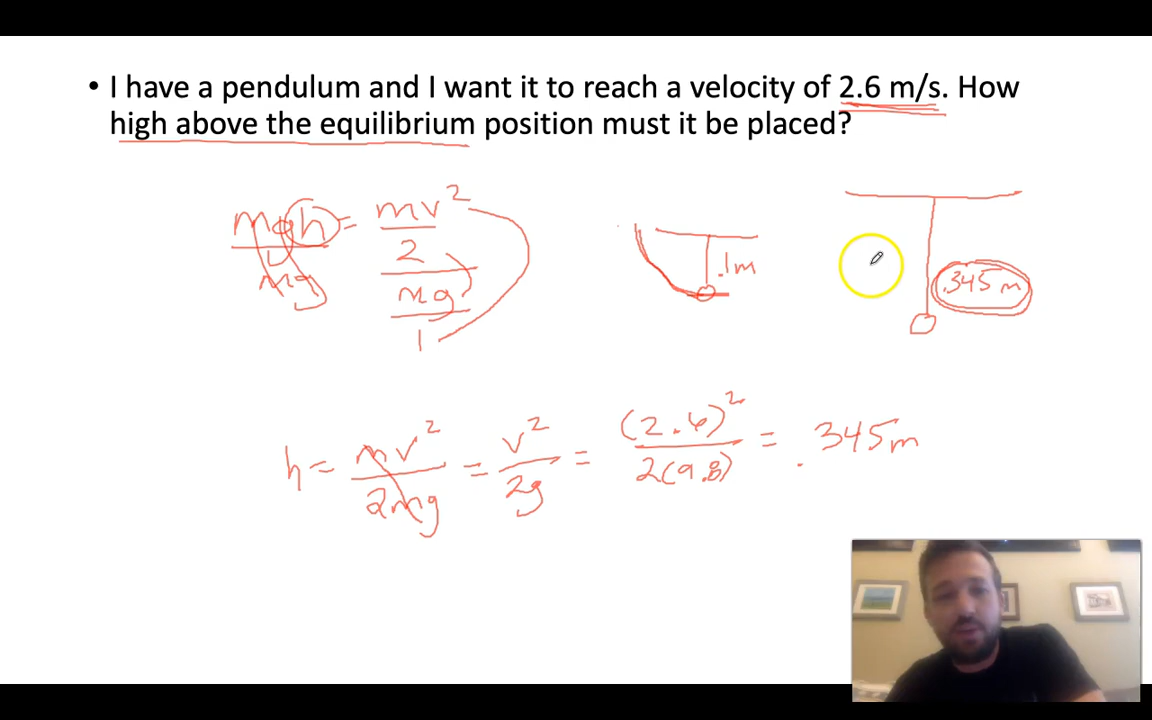 • I have a pendulum and I want it to reach a velocity of 2.6 m/s. How
high above the equilibrium position must it be placed?
mgh = mv²
mg 2
mg
1
.1m
.345 m
h = mv² = v² = (2.6)² = .345m
2mg 2g 2(9.8)